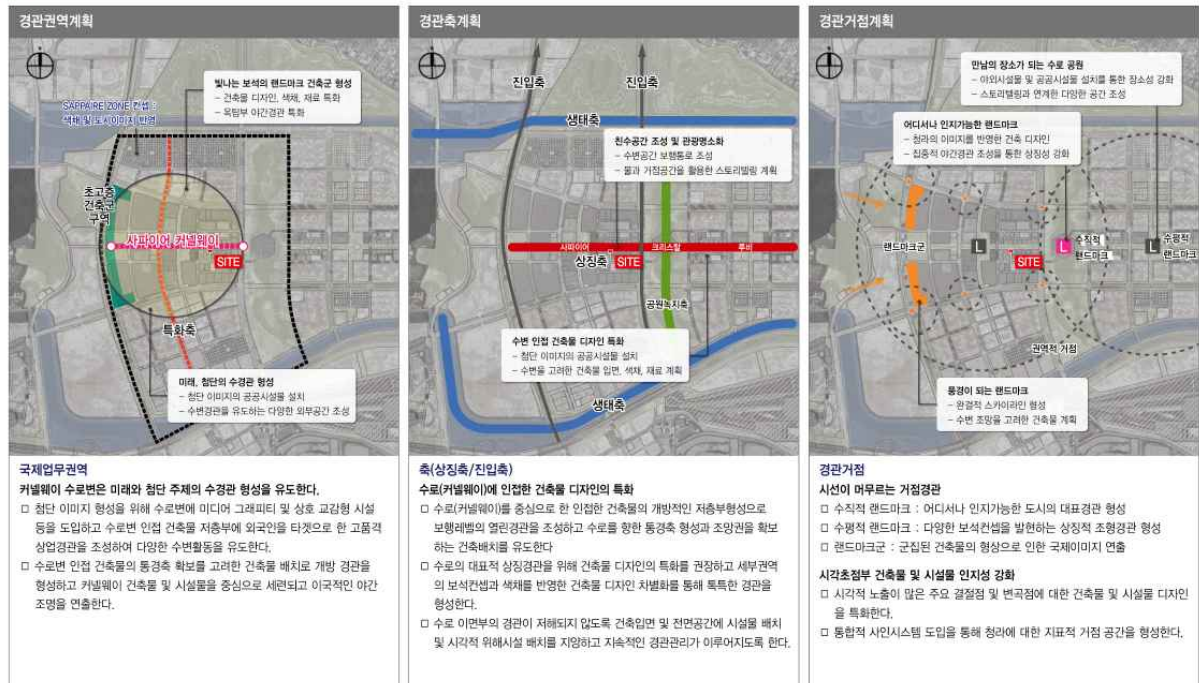 경관권역계획
빛나는 보석의 랜드마크 건축군 형성
– 건축물 디자인, 색채, 재료 특화
– 옥탑부 야간경관 특화
SAPPAIRE ZONE 컨셉 :
색채 및 도시이미지 반영
초고층
건축군
구역
사파이어 커널웨이
SITE
특화축
미래, 첨단의 수경관 형성
– 첨단 이미지의 공공시설물 설치
– 수변경관을 유도하는 다양한 외부공간 조성
국제업무권역
커널웨이 수로변은 미래와 첨단 주제의 수경관 형성을 유도한다.
□ 첨단 이미지 형성을 위해 수로변에 미디어 그래피티 및 상호 교감형 시설
등을 도입하고 수로변 인접 건축물 저층부에 외국인을 타겟으로 한 고품격
상업경관을 조성하여 다양한 수변활동을 유도한다.
□ 수로변 인접 건축물의 통경축 확보를 고려한 건축물 배치로 개방 경관을
형성하고 커널웨이 건축물 및 시설물을 중심으로 세련되고 이국적인 야간
조명을 연출한다.
경관축계획
진입축
진입축
생태축
친수공간 조성 및 관광명소화
– 수변공간 보행통로 조성
– 물과 거점공간을 활용한 스토리텔링 계획
사파이어
크리스탈
루비
상징축
SITE
공원녹지축
수변 인접 건축물 디자인 특화
– 첨단 이미지의 공공시설물 설치
– 수변을 고려한 건축물 입면, 색채, 재료 계획
생태축
축(상징축/진입축)
수로(커널웨이)에 인접한 건축물 디자인의 특화
□ 수로(커널웨이)를 중심으로 한 인접한 건축물의 개방적인 저층부형성으로
보행레벨의 열린경관을 조성하고 수로를 향한 통경축 형성과 조망권을 확보
하는 건축배치를 유도한다
□ 수로의 대표적 상징경관을 위해 건축물 디자인의 특화를 권장하고 세부권역
의 보석컨셉과 색채를 반영한 건축물 디자인 차별화를 통해 톡특한 경관을
형성한다.
□ 수로 이면부의 경관이 저해되지 않도록 건축입면 및 전면공간에 시설물 배치
및 시각적 위해시설 배치를 지양하고 지속적인 경관관리가 이루어지도록 한다.
경관거점계획
만남의 장소가 되는 수로 공원
– 야외시설물 및 공공시설물 설치를 통한 장소성 강화
– 스토리텔링과 연계한 다양한 공간 조성
어디서나 인지가능한 랜드마크
– 청라의 이미지를 반영한 건축 디자인
– 집중적 야간경관 조성을 통한 상징성 강화
랜드마크군
L
SITE
L
수직적
랜드마크
L
수평적
랜드마크
권역적 거점
풍경이 되는 랜드마크
– 완결적 스카이라인 형성
– 수변 조망을 고려한 건축물 계획
경관거점
시선이 머무르는 거점경관
□ 수직적 랜드마크 : 어디서나 인지가능한 도시의 대표경관 형성
□ 수평적 랜드마크 : 다양한 보석컨셉을 발현하는 상징적 조형경관 형성
□ 랜드마크군 : 군집된 건축물의 형상으로 인한 국제이미지 연출
시각초점부 건축물 및 시설물 인지성 강화
□ 시각적 노출이 많은 주요 결절점 및 변곡점에 대한 건축물 및 시설물 디자인
을 특화한다.
□ 통합적 사인시스템 도입을 통해 청라에 대한 지표적 거점 공간을 형성한다.